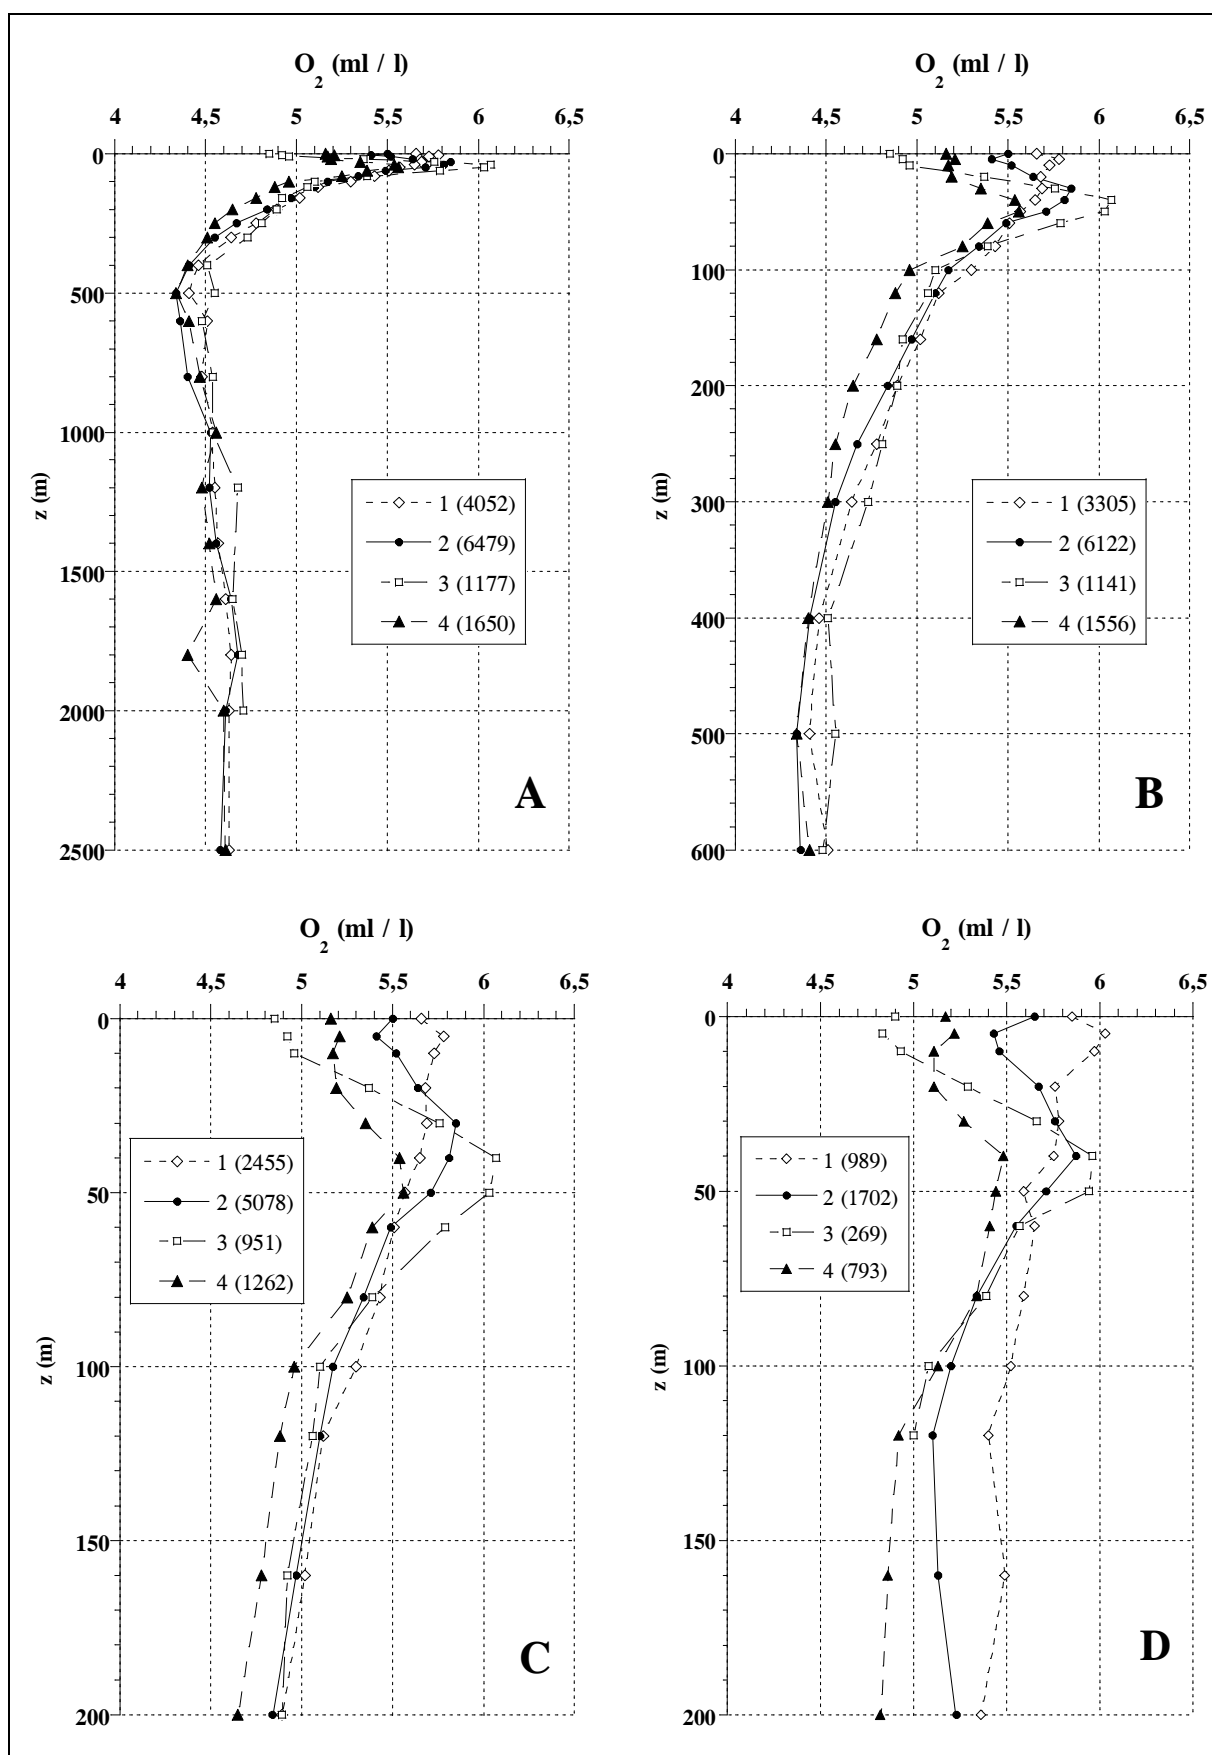 O2 (ml / l)
4 4,5 5 5,5 6 6,5
0
500
1000
1500
2000
2500
z (m)
1 (4052)
2 (6479)
3 (1177)
4 (1650)
A
O2 (ml / l)
4 4,5 5 5,5 6 6,5
0
100
200
300
400
500
600
z (m)
1 (3305)
2 (6122)
3 (1141)
4 (1556)
B
O2 (ml / l)
4 4,5 5 5,5 6 6,5
0
50
100
150
200
z (m)
1 (2455)
2 (5078)
3 (951)
4 (1262)
C
O2 (ml / l)
4 4,5 5 5,5 6 6,5
0
50
100
150
200
z (m)
1 (989)
2 (1702)
3 (269)
4 (793)
D